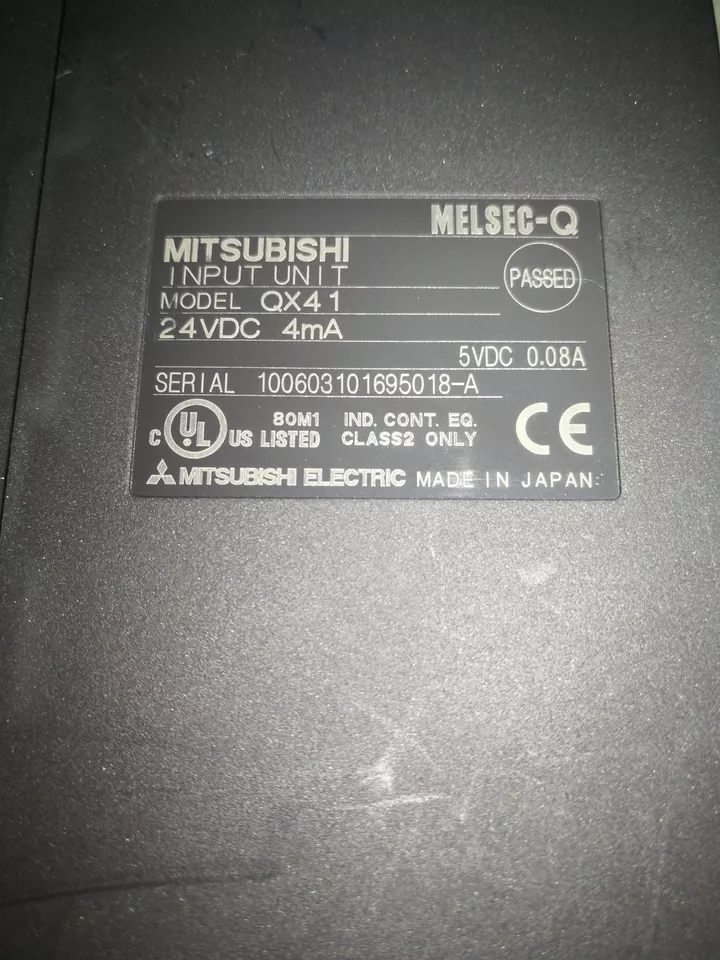 MELSEC-Q
MITSUBISHI
INPUT UNIT
PASSED
MODEL QX41
24VDC 4mA
5VDC 0.08A
SERIAL 100603101695018-A
80M1 IND. CONT. EQ.
C UL US LISTED CLASS2 ONLY
CE
MITSUBISHI ELECTRIC MADE IN JAPAN